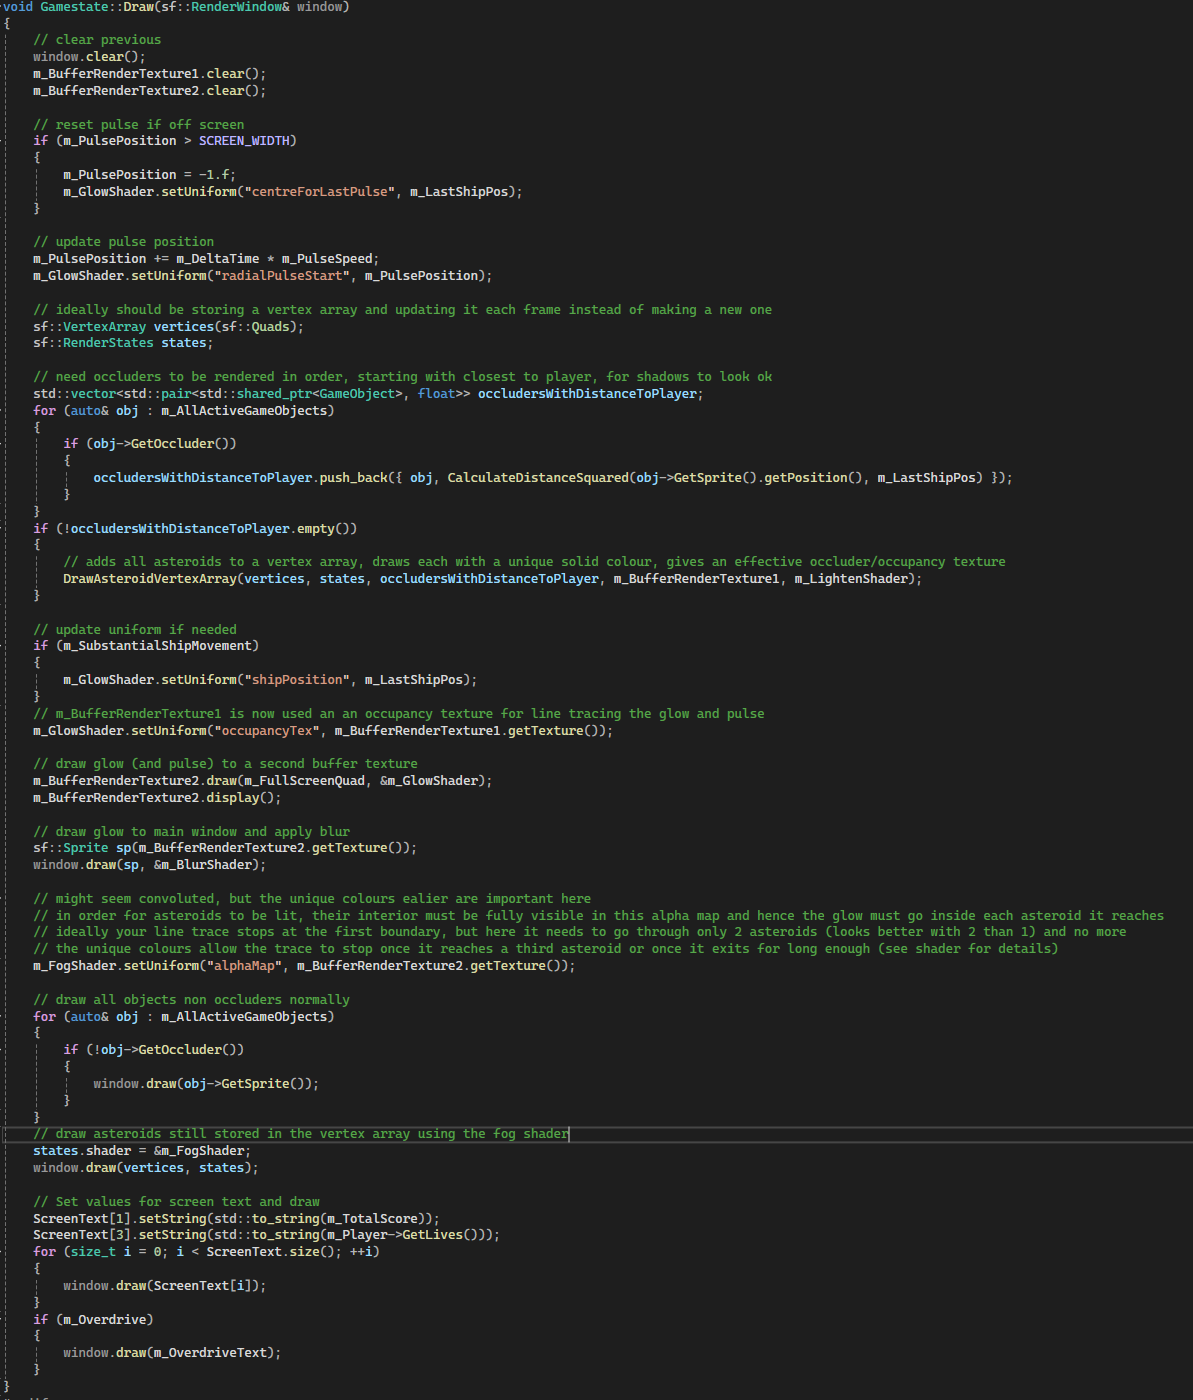 void Gamestate::Draw(sf::RenderWindow& window)
{
    // clear previous
    window.clear();
    m_BufferRenderTexture1.clear();
    m_BufferRenderTexture2.clear();

    // reset pulse if off screen
    if (m_PulsePosition > SCREEN_WIDTH)
    {
        m_PulsePosition = -1.f;
        m_GlowShader.setUniform("centreForLastPulse", m_LastShipPos);
    }

    // update pulse position
    m_PulsePosition += m_DeltaTime * m_PulseSpeed;
    m_GlowShader.setUniform("radialPulseStart", m_PulsePosition);

    // ideally should be storing a vertex array and updating it each frame instead of making a new one
    sf::VertexArray vertices(sf::Quads);
    sf::RenderStates states;

    // need occluders to be rendered in order, starting with closest to player, for shadows to look ok
    std::vector<std::pair<std::shared_ptr<GameObject>, float>> occludersWithDistanceToPlayer;
    for (auto& obj : m_AllActiveGameObjects)
    {
        if (obj->GetOccluder())
        {
            occludersWithDistanceToPlayer.push_back({ obj, CalculateDistanceSquared(obj->GetSprite().getPosition(), m_LastShipPos) });
        }
    }
    if (!occludersWithDistanceToPlayer.empty())
    {
        // adds all asteroids to a vertex array, draws each with a unique solid colour, gives an effective occluder/occupancy texture
        DrawAsteroidVertexArray(vertices, states, occludersWithDistanceToPlayer, m_BufferRenderTexture1, m_LightenShader);
    }

    // update uniform if needed
    if (m_SubstantialShipMovement)
    {
        m_GlowShader.setUniform("shipPosition", m_LastShipPos);
    }
    // m_BufferRenderTexture1 is now used an an occupancy texture for line tracing the glow and pulse
    m_GlowShader.setUniform("occupancyTex", m_BufferRenderTexture1.getTexture());

    // draw glow (and pulse) to a second buffer texture
    m_BufferRenderTexture2.draw(m_FullScreenQuad, &m_GlowShader);
    m_BufferRenderTexture2.display();

    // draw glow to main window and apply blur
    sf::Sprite sp(m_BufferRenderTexture2.getTexture());
    window.draw(sp, &m_BlurShader);

    // might seem convoluted, but the unique colours ealier are important here
    // in order for asteroids to be lit, their interior must be fully visible in this alpha map and hence the glow must go inside each asteroid it reaches
    // ideally your line trace stops at the first boundary, but here it needs to go through only 2 asteroids (looks better with 2 than 1) and no more
    // the unique colours allow the trace to stop once it reaches a third asteroid or once it exits for long enough (see shader for details)
    m_FogShader.setUniform("alphaMap", m_BufferRenderTexture2.getTexture());

    // draw all objects non occluders normally
    for (auto& obj : m_AllActiveGameObjects)
    {
        if (!obj->GetOccluder())
        {
            window.draw(obj->GetSprite());
        }
    }
    // draw asteroids still stored in the vertex array using the fog shader
    states.shader = &m_FogShader;
    window.draw(vertices, states);

    // Set values for screen text and draw
    ScreenText[1].setString(std::to_string(m_TotalScore));
    ScreenText[3].setString(std::to_string(m_Player->GetLives()));
    for (size_t i = 0; i < ScreenText.size(); ++i)
    {
        window.draw(ScreenText[i]);
    }
    if (m_Overdrive)
    {
        window.draw(m_OverdriveText);
    }
}